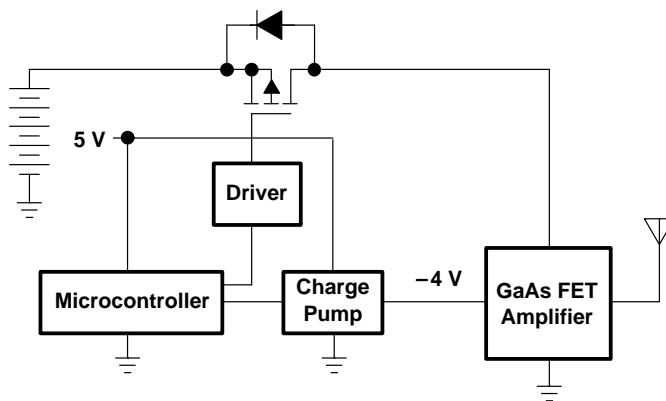 5 V
Driver
Microcontroller
Charge
Pump
−4 V
GaAs FET
Amplifier